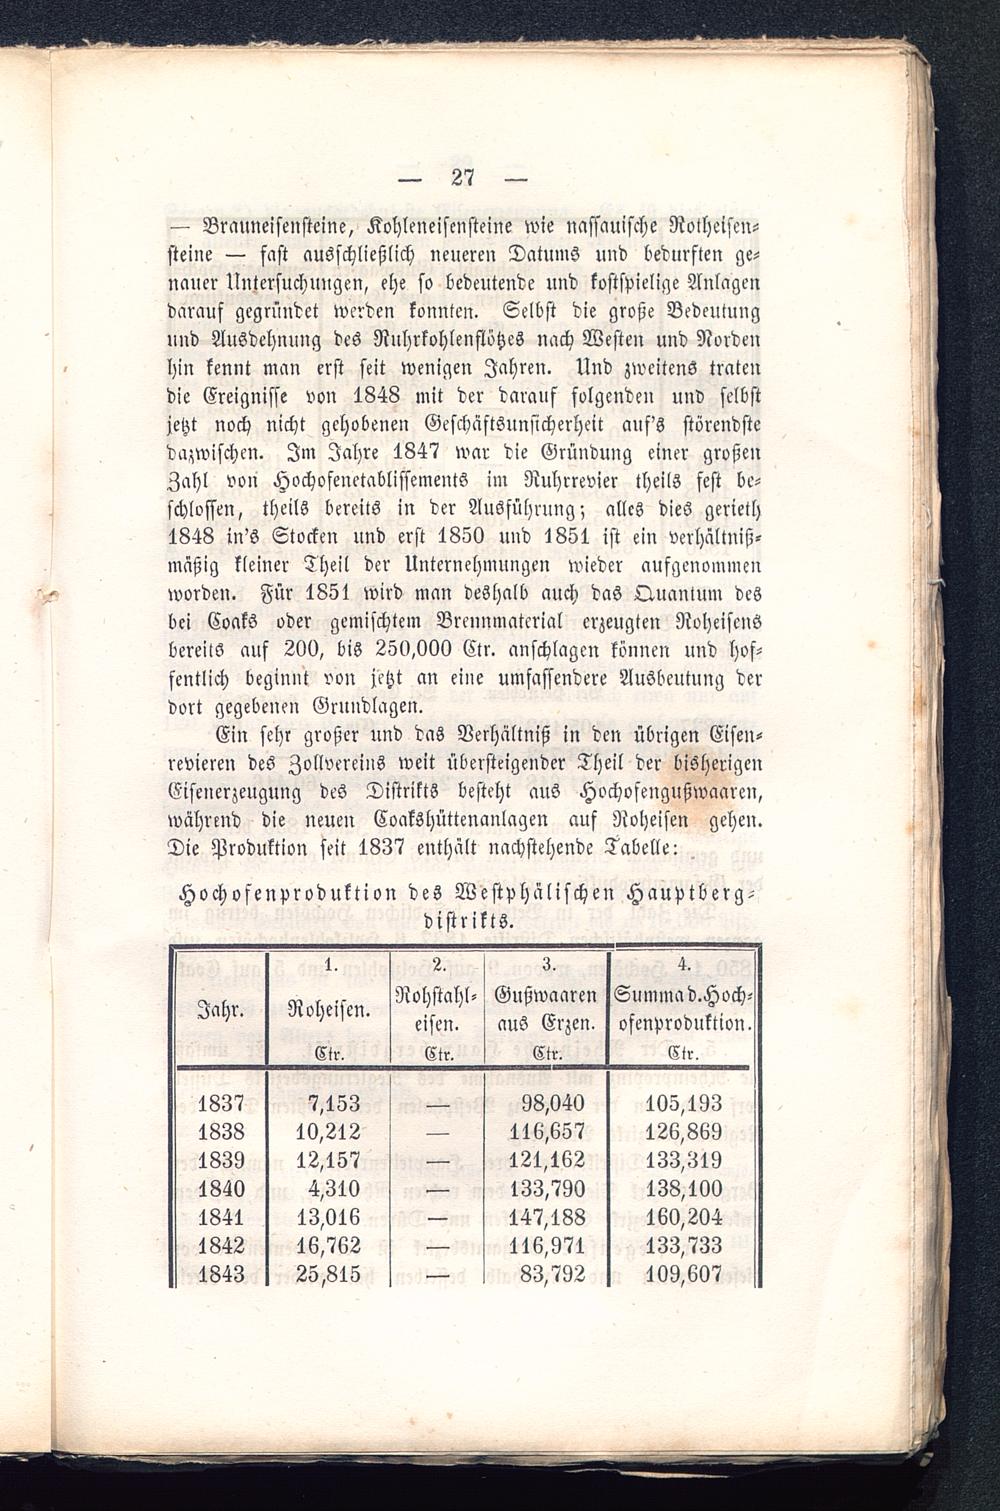 — 27 —
— Brauneisensteine, Kohleneisensteine wie nassauische Rotheisen-
steine — fast ausschließlich neueren Datums und bedurften ge-
nauer Untersuchungen, ehe so bedeutende und kostspielige Anlagen
darauf gegründet werden konnten. Selbst die große Bedeutung
und Ausdehnung des Ruhrkohlenflötzes nach Westen und Norden
hin kennt man erst seit wenigen Jahren. Und zweitens traten
die Ereignisse von 1848 mit der darauf folgenden und selbst
jetzt noch nicht gehobenen Geschäftsunsicherheit auf's störendste
dazwischen. Im Jahre 1847 war die Gründung einer großen
Zahl von Hochofenetablissements im Ruhrrevier theils fest be-
schlossen, theils bereits in der Ausführung; alles dies gerieth
1848 in's Stocken und erst 1850 und 1851 ist ein verhältniß-
mäßig kleiner Theil der Unternehmungen wieder aufgenommen
worden. Für 1851 wird man deshalb auch das Quantum des
bei Coaks oder gemischtem Brennmaterial erzeugten Roheisens
bereits auf 200, bis 250,000 Ctr. anschlagen können und hof-
fentlich beginnt von jetzt an eine umfassendere Ausbeutung der
dort gegebenen Grundlagen.
Ein sehr großer und das Verhältniß in den übrigen Eisen-
revieren des Zollvereins weit übersteigender Theil der bisherigen
Eisenerzeugung des Distrikts besteht aus Hochofengußwaaren,
während die neuen Coakshüttenanlagen auf Roheisen gehen.
Die Produktion seit 1837 enthält nachstehende Tabelle:
Hochofenproduktion des Westphälischen Hauptberg-
distrikts.
1. 2. 3. 4.
Jahr. Roheisen. Rohstahl- Gußwaaren Summa d. Hoch-
eisen. aus Erzen. ofenproduktion.
Ctr. Ctr. Ctr. Ctr.
1837 7,153 — 98,040 105,193
1838 10,212 — 116,657 126,869
1839 12,157 — 121,162 133,319
1840 4,310 — 133,790 138,100
1841 13,016 — 147,188 160,204
1842 16,762 — 116,971 133,733
1843 25,815 — 83,792 109,607